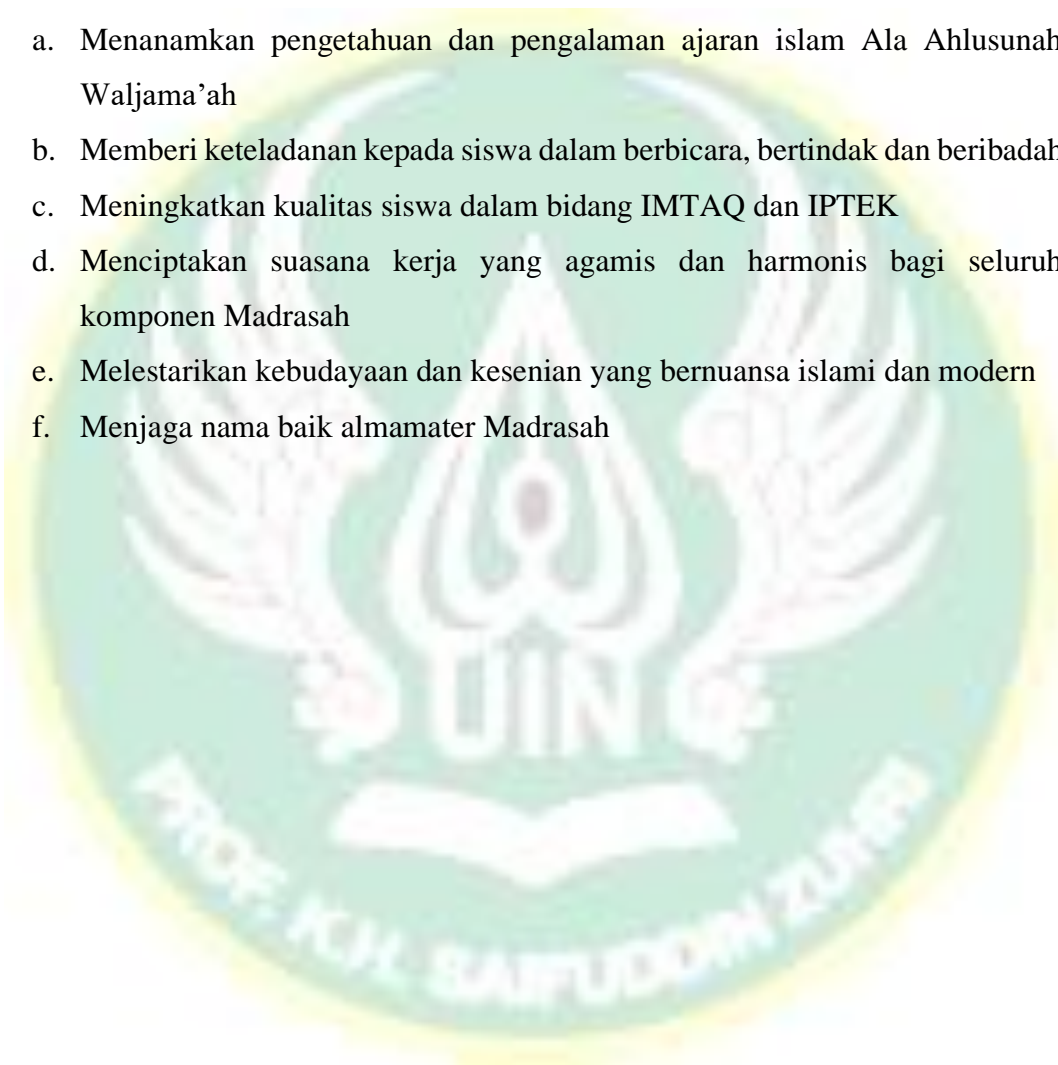 a. Menanamkan pengetahuan dan pengalaman ajaran islam Ala Ahlusunah
Waljama’ah
b. Memberi keteladanan kepada siswa dalam berbicara, bertindak dan beribadah
c. Meningkatkan kualitas siswa dalam bidang IMTAQ dan IPTEK
d. Menciptakan suasana kerja yang agamis dan harmonis bagi seluruh
komponen Madrasah
e. Melestarikan kebudayaan dan kesenian yang bernuansa islami dan modern
f. Menjaga nama baik almamater Madrasah
UIN
PROF. K.H. SAIFUDDIN ZUHRI